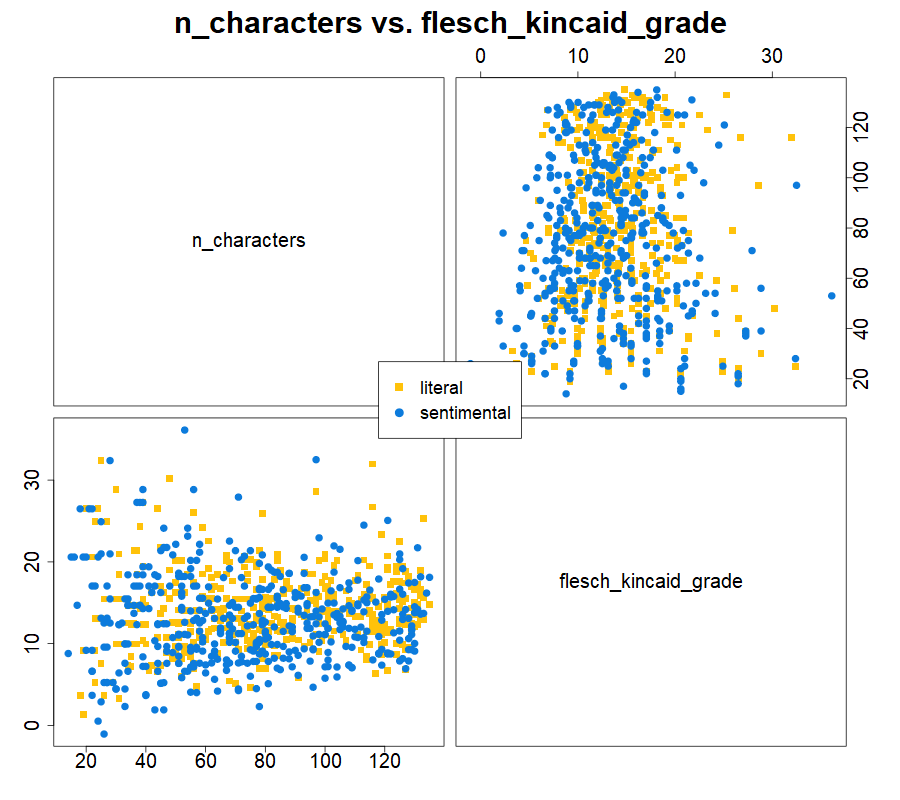 n_characters vs. flesch_kincaid_grade
0 10 20 30
n_characters
20 40 60 80 100 120
literal
sentimental
0 10 20 30
flesch_kincaid_grade
20 40 60 80 100 120